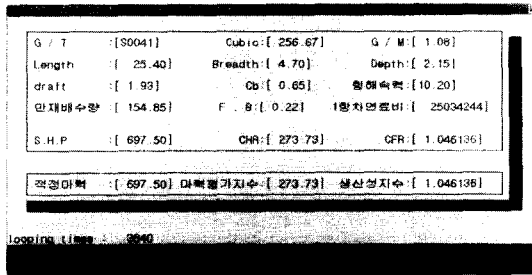 G / T :[S0041] Cubic:[ 256.67] G / M:[ 1.08]
Length :[ 25.40] Breadth:[ 4.70] Depth:[ 2.15]
draft :[ 1.93] Cb:[ 0.65] 항해속력:[10.20]
만재배수량 :[ 154.85] F . B:[ 0.22] 1항차연료비:[ 25034244]
S.H.P :[ 697.50] CHR:[ 273.73] CFR:[ 1.046136]
적정마력 :[ 697.50] 마력평가지수:[ 273.73] 생산성지수:[ 1.046136]
looping times : 3840